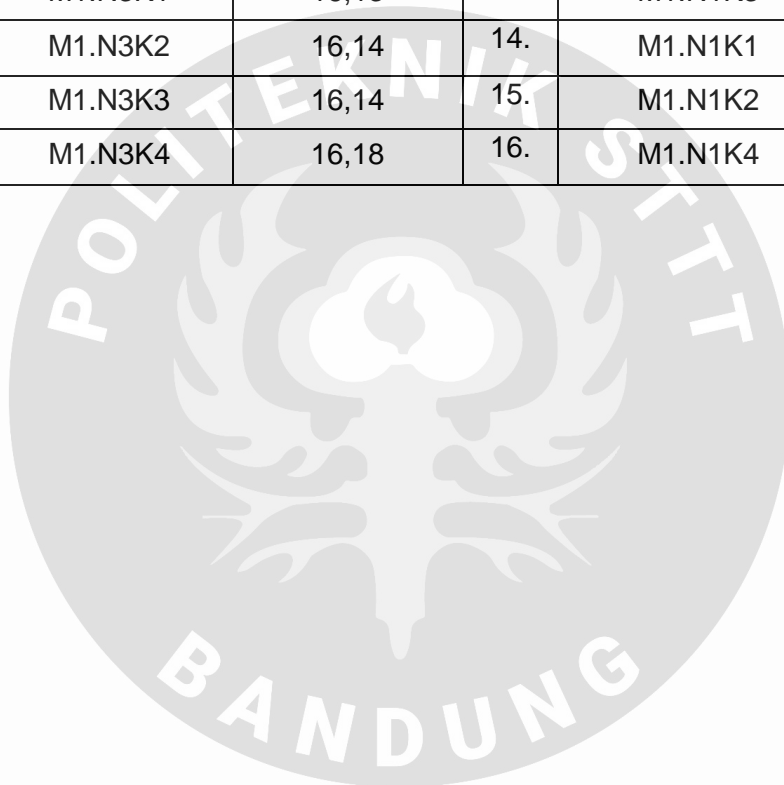 M1.N3K2 16,14 14. M1.N1K1
M1.N3K3 16,14 15. M1.N1K2
M1.N3K4 16,18 16. M1.N1K4
POLITEKNIK STTT
BANDUNG